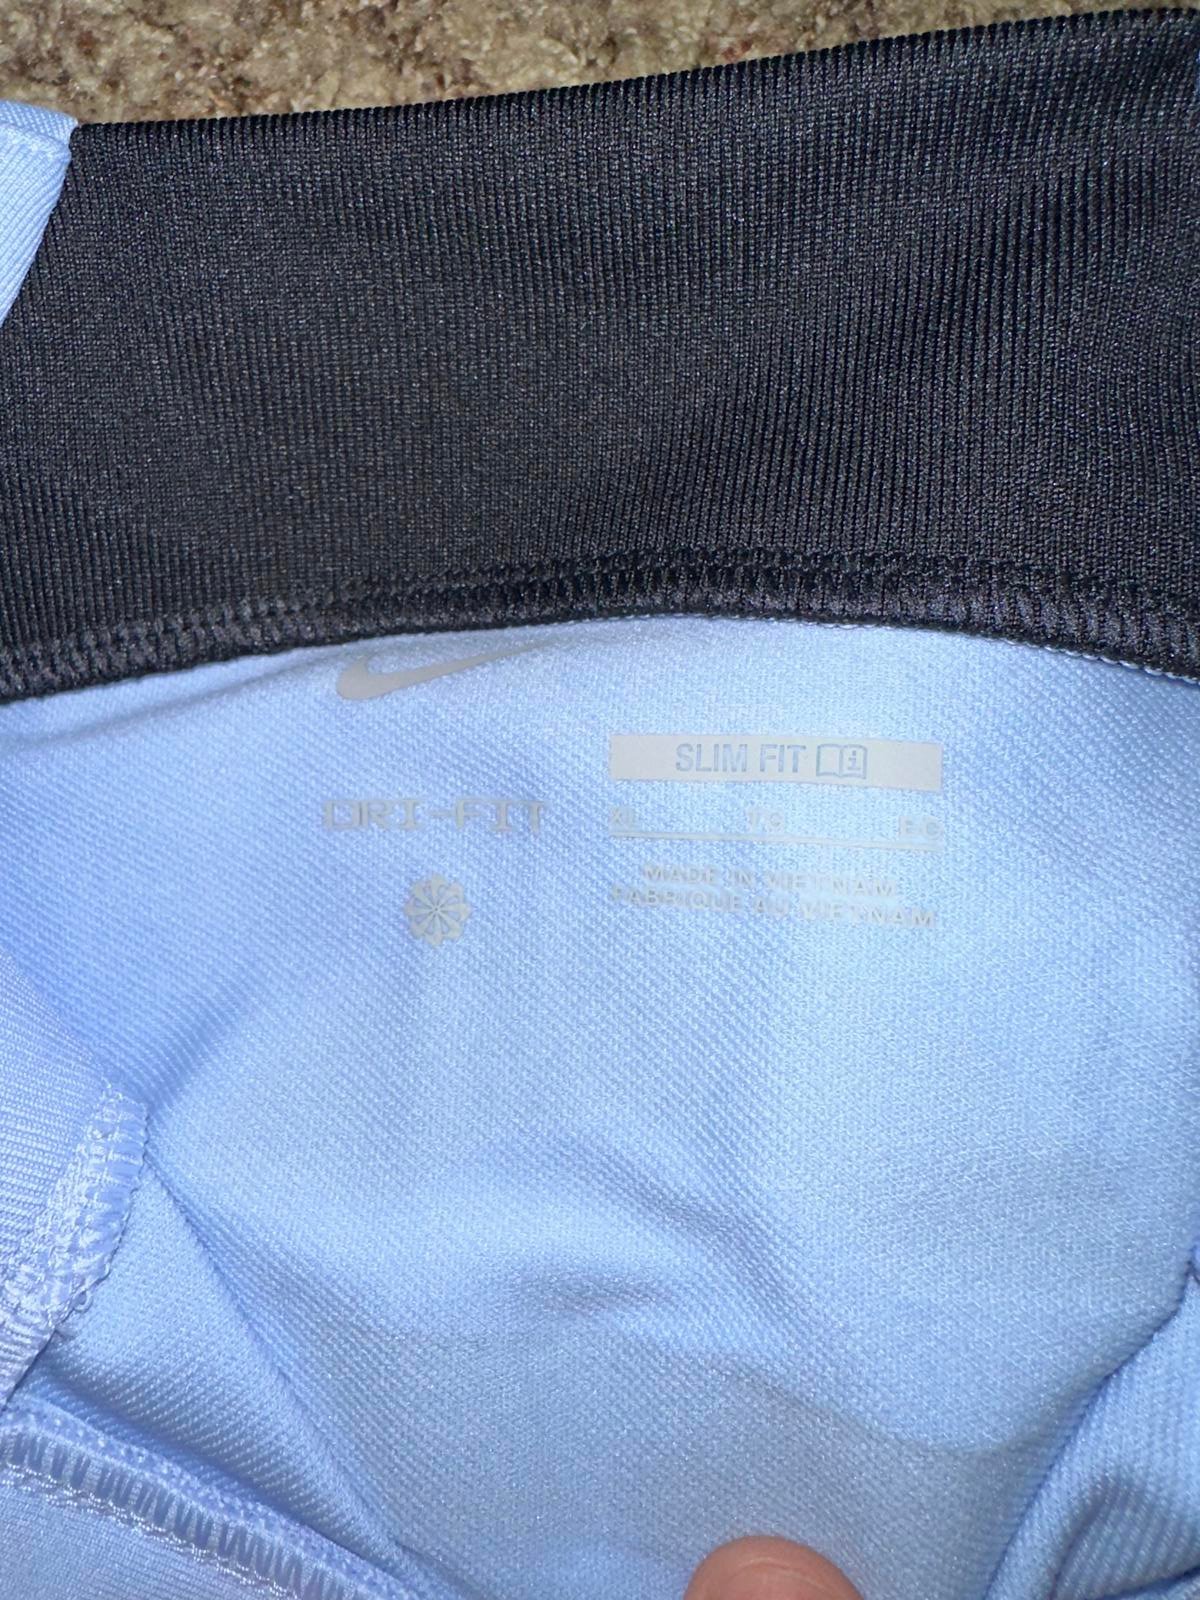 SLIM FIT
DRI-FIT
XL
MADE IN VIETNAM
FABRIQUÉ AU VIETNAM